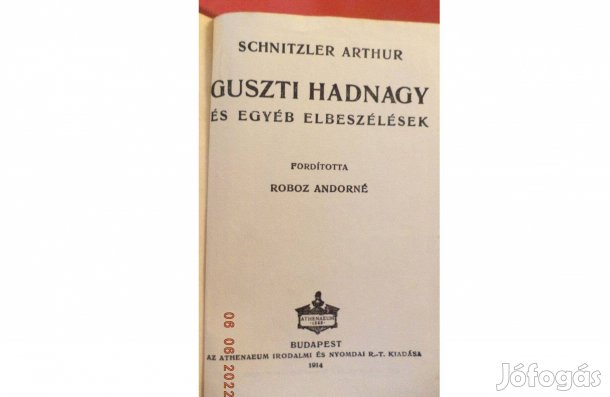 SCHNITZLER ARTHUR
GUSZTI HADNAGY
ÉS EGYÉB ELBESZÉLÉSEK
FORDÍTOTTA
ROBOZ ANDORNÉ
ATHENAEUM
BUDAPEST
AZ ATHENAEUM IRODALMI ÉS NYOMDAI R.-T. KIADÁSA
1914
06 06 2022
Jófogás